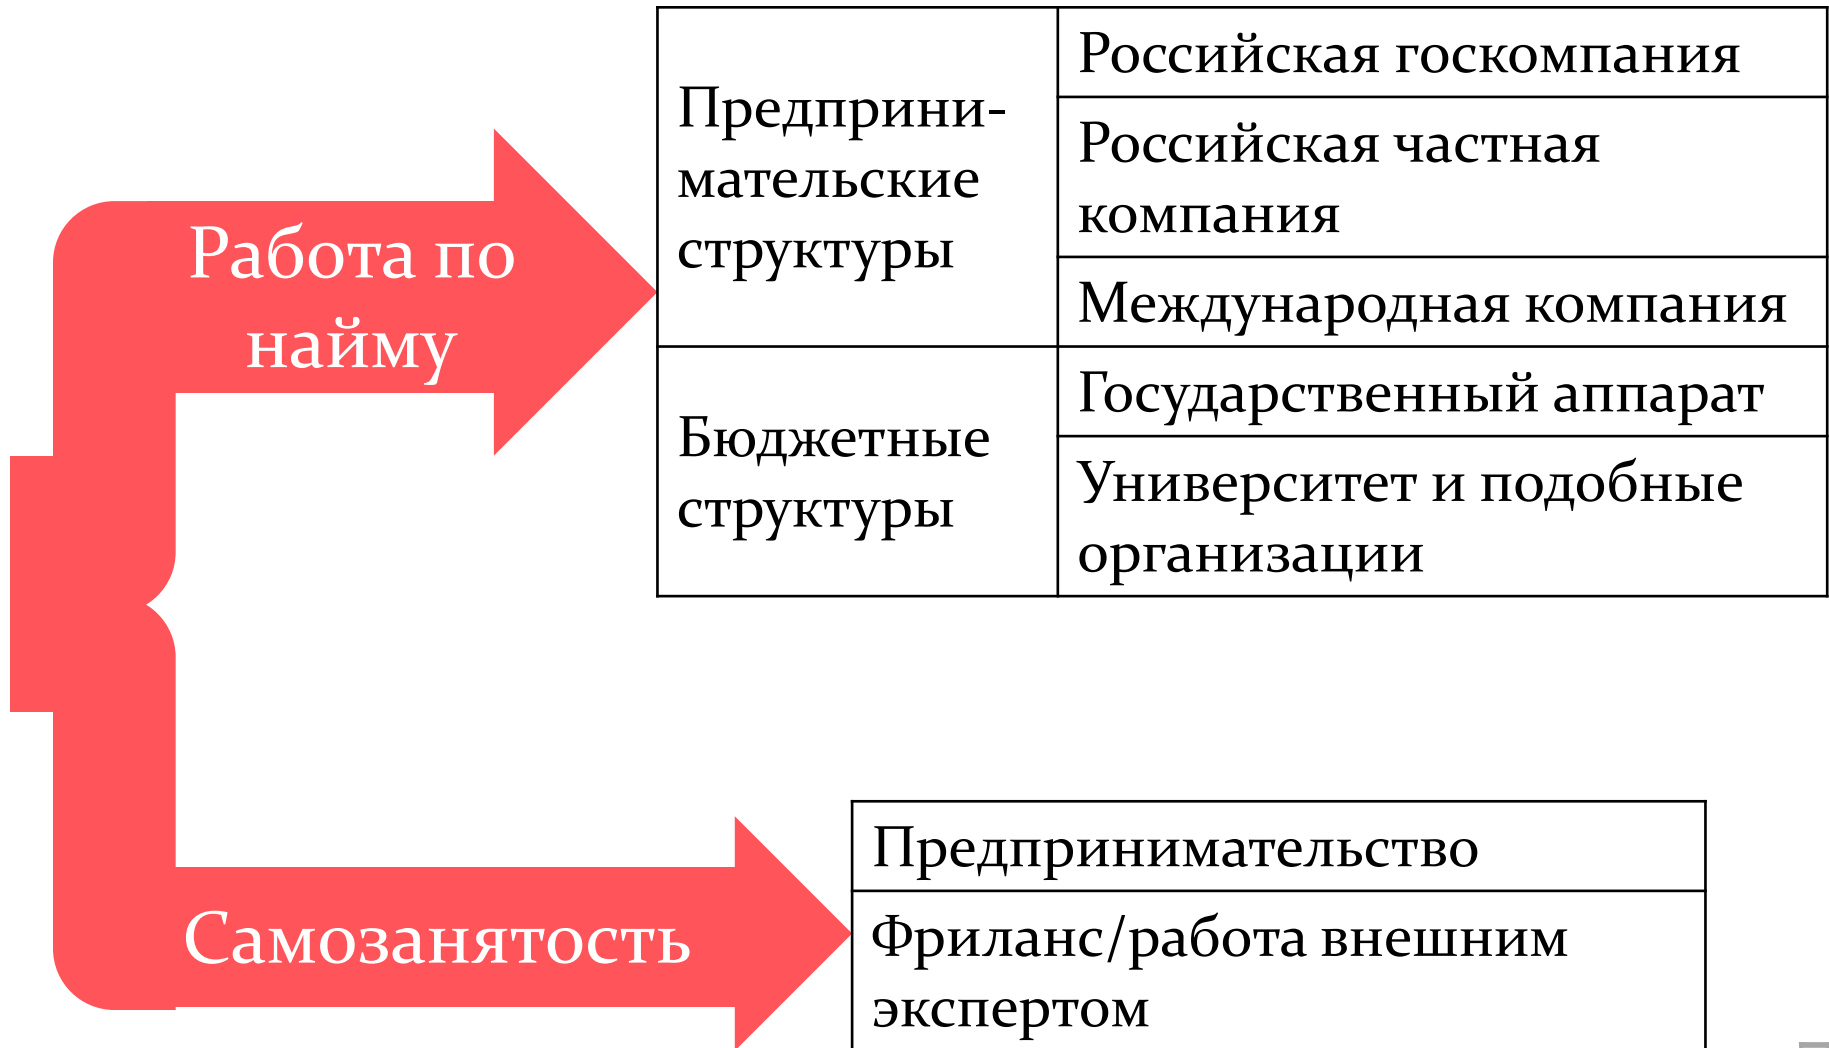 Работа по
найму
Предприни-
мательские
структуры
Российская госкомпания
Российская частная
компания
Международная компания
Бюджетные
структуры
Государственный аппарат
Университет и подобные
организации
Самозанятость
Предпринимательство
Фриланс/работа внешним
экспертом